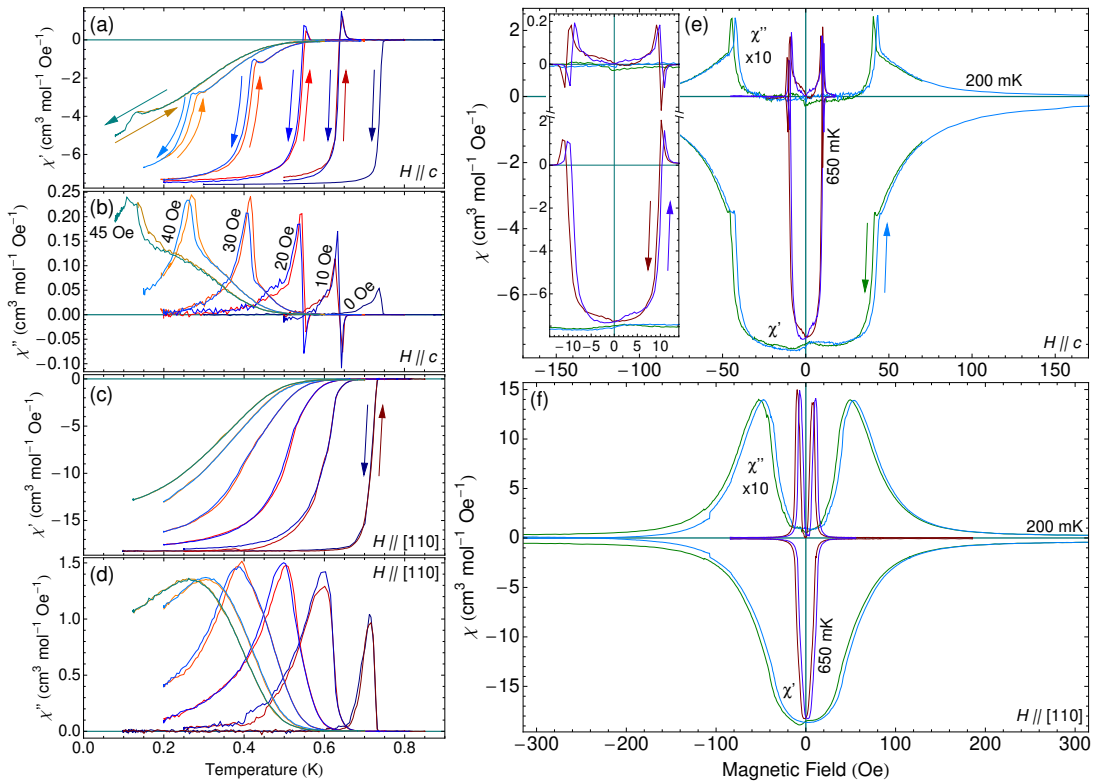 (a)
0
−2
−4
−6
χ' (cm³ mol⁻¹ Oe⁻¹)
H // c
(b)
0.25
0.20
0.15
0.10
0.05
0.00
−0.05
−0.10
χ'' (cm³ mol⁻¹ Oe⁻¹)
45 Oe
40 Oe
30 Oe
20 Oe
10 Oe
0 Oe
H // c
(c)
0
−5
−10
−15
χ' (cm³ mol⁻¹ Oe⁻¹)
H // [110]
(d)
H // [110]
1.5
1.0
0.5
0.0
χ'' (cm³ mol⁻¹ Oe⁻¹)
0.0 0.2 0.4 0.6 0.8
Temperature (K)
(e)
2
0
−2
−4
−6
χ (cm³ mol⁻¹ Oe⁻¹)
0.2
0
2
0
−2
−4
−6
−10 −5 0 5 10
χ''
x10
200 mK
650 mK
χ'
H // c
−150 −100 −50 0 50 100 150
(f)
15
10
5
0
−5
−10
−15
χ (cm³ mol⁻¹ Oe⁻¹)
χ''
x10
200 mK
650 mK
χ'
H // [110]
−300 −200 −100 0 100 200 300
Magnetic Field (Oe)